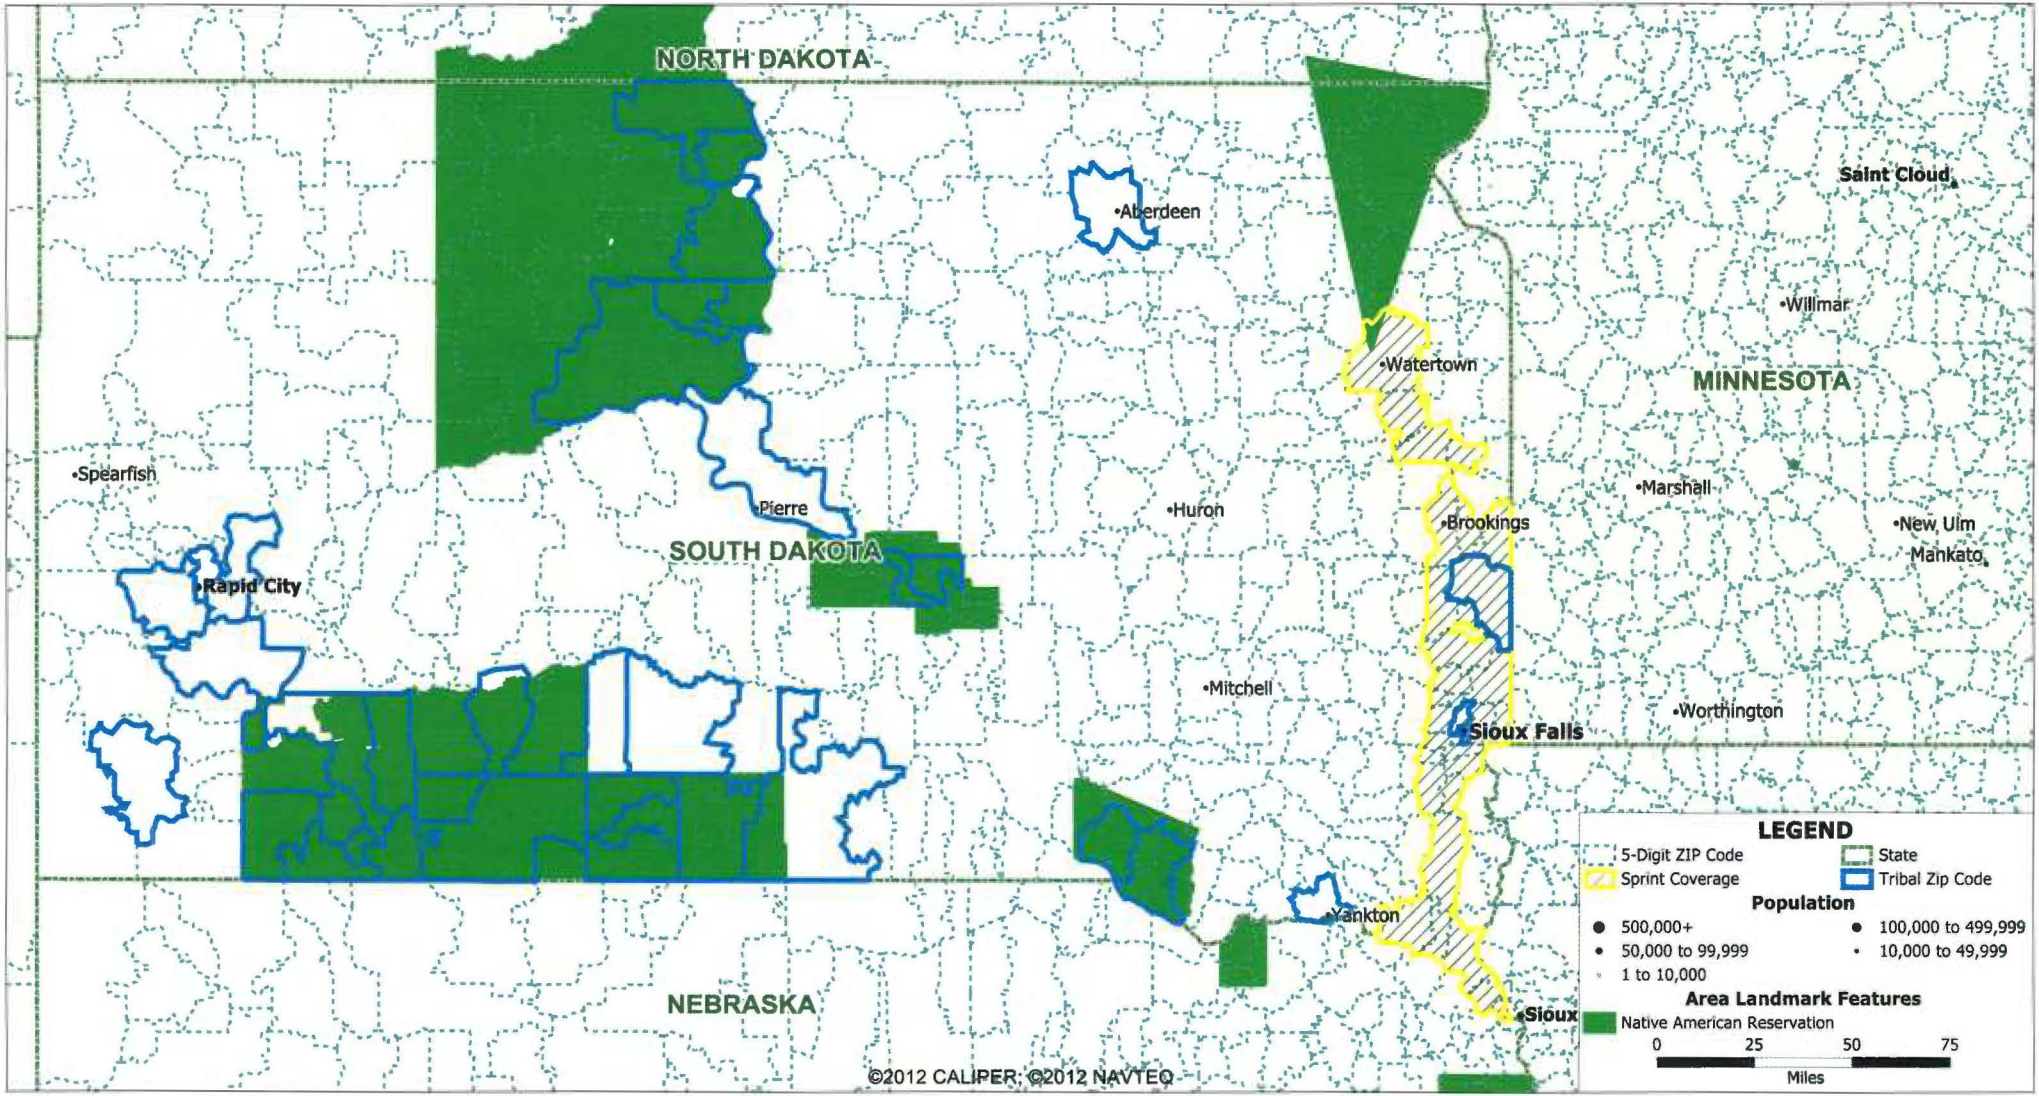 NORTH DAKOTA
Saint Cloud
Aberdeen
Willmar
Watertown
MINNESOTA
Spearfish
Marshall
Pierre
Huron
Brookings
New Ulm
SOUTH DAKOTA
Mankato
Rapid City
Mitchell
Worthington
Sioux Falls
Yankton
NEBRASKA
Sioux
©2012 CALIPER; ©2012 NAVTEQ
LEGEND
5-Digit ZIP Code
State
Sprint Coverage
Tribal Zip Code
Population
500,000+
100,000 to 499,999
50,000 to 99,999
10,000 to 49,999
1 to 10,000
Area Landmark Features
Native American Reservation
0 25 50 75
Miles